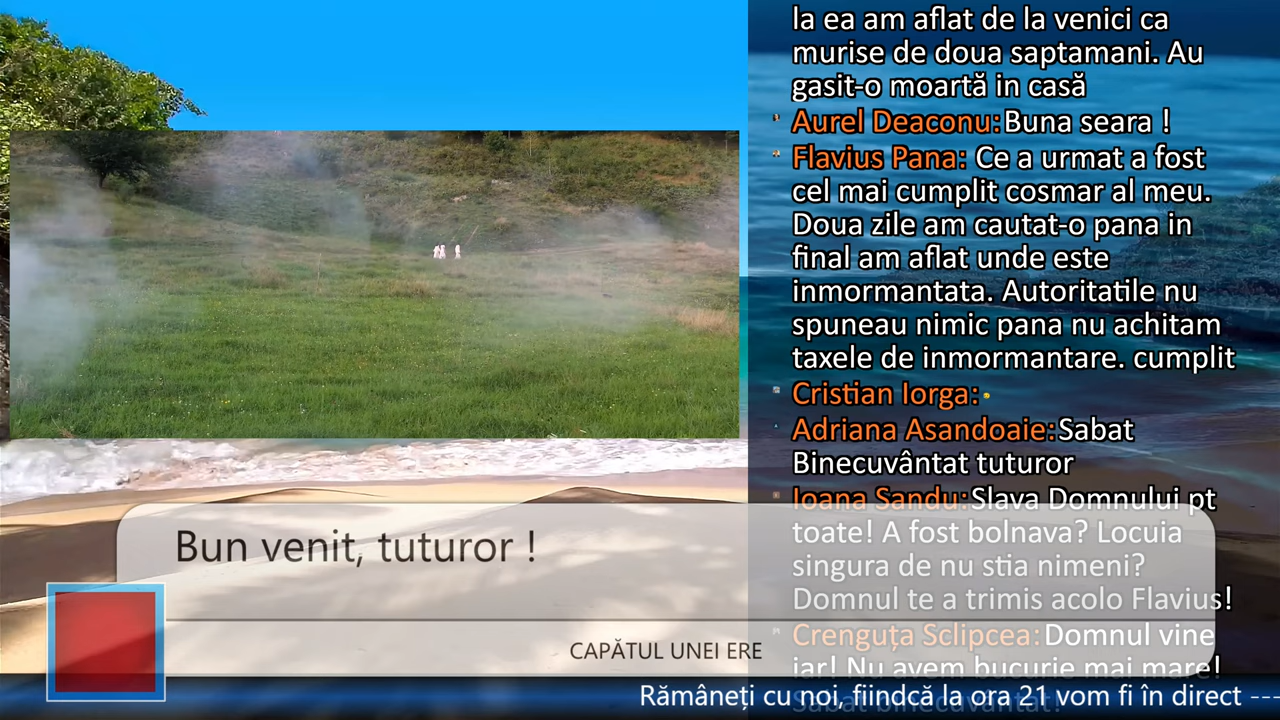 la ea am aflat de la venici ca
murise de doua saptamani. Au
gasit-o moartă in casă
Aurel Deaconu: Buna seara !
Flavius Pana: Ce a urmat a fost
cel mai cumplit cosmar al meu.
Doua zile am cautat-o pana in
final am aflat unde este
inmormantata. Autoritatile nu
spuneau nimic pana nu achitam
taxele de inmormantare. cumplit
Cristian Iorga:
Adriana Asandoaie: Sabat
Binecuvântat tuturor
Ioana Sandu: Slava Domnului pt
toate! A fost bolnava? Locuia
singura de nu stia nimeni?
Domnul te a trimis acolo Flavius!
Crenguța Sclipcea: Domnul vine
iar! Nu avem bucurie mai mare!
Sabat binecuvântat!
Bun venit, tuturor !
CAPĂTUL UNEI ERE
Rămâneți cu noi, fiindcă la ora 21 vom fi în direct ---